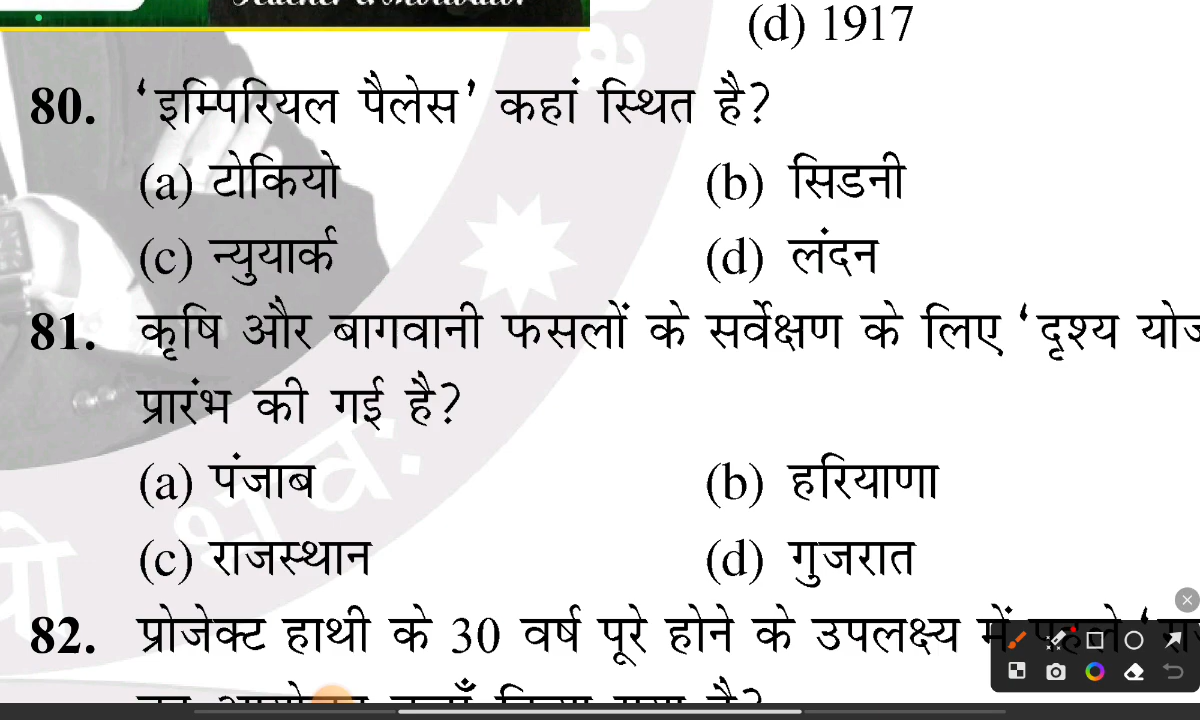 (d) 1917
80. ‘इम्पिरियल पैलेस’ कहां स्थित है?
(a) टोकियो (b) सिडनी
(c) न्युयार्क (d) लंदन
81. कृषि और बागवानी फसलों के सर्वेक्षण के लिए ‘दृश्य
प्रारंभ की गई है?
(a) पंजाब (b) हरियाणा
(c) राजस्थान (d) गुजरात
82. प्रोजेक्ट हाथी के 30 वर्ष पूरे होने के उपलक्ष्य में पहले